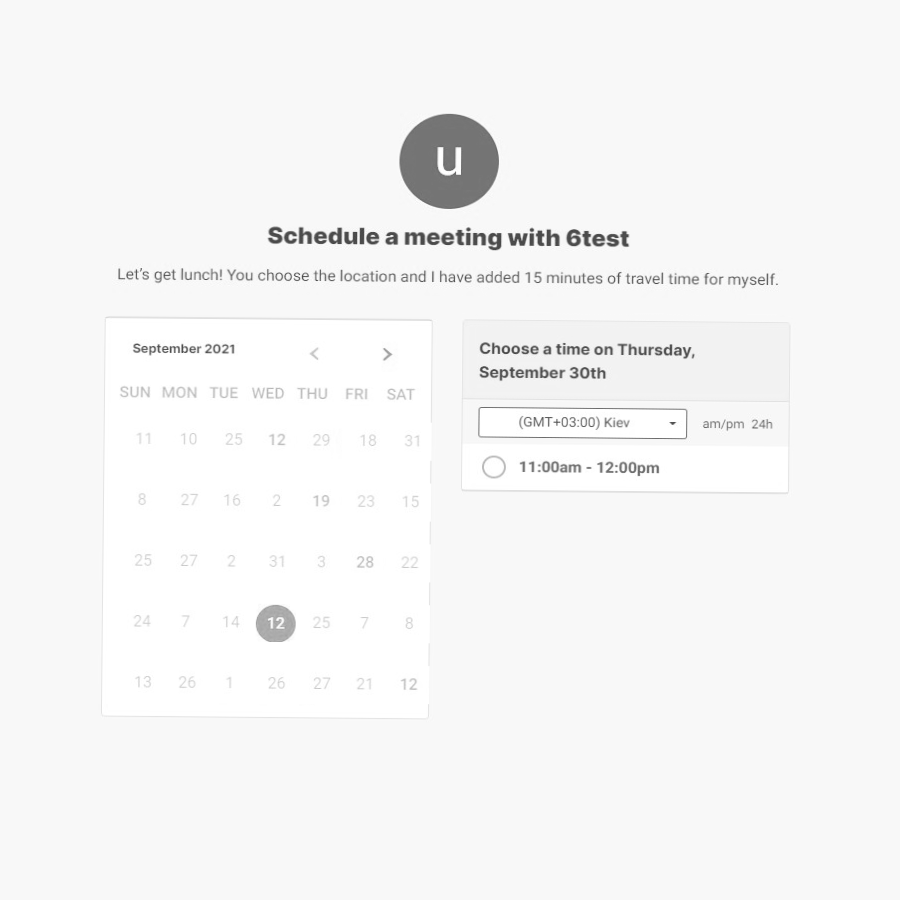 u
Schedule a meeting with 6test
Let's get lunch! You choose the location and I have added 15 minutes of travel time for myself.
September 2021
SUN MON TUE WED THU FRI SAT
11 10 25 12 29 18 31
8 27 16 2 19 23 15
25 27 2 31 3 28 22
24 7 14 12 25 7 8
13 26 1 26 27 21 12
Choose a time on Thursday,
September 30th
(GMT+03:00) Kiev
am/pm 24h
11:00am - 12:00pm